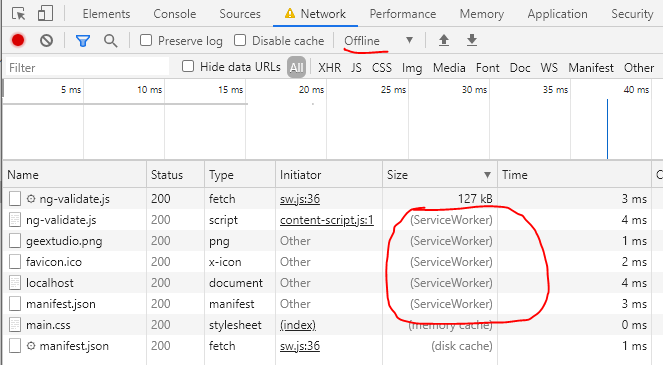 Elements Console Sources Network Performance Memory Application Security
Preserve log Disable cache Offline
Filter Hide data URLs All XHR JS CSS Img Media Font Doc WS Manifest Other
5 ms 10 ms 15 ms 20 ms 25 ms 30 ms 35 ms 40 ms
Name Status Type Initiator Size Time
ng-validate.js 200 fetch sw.js:36 127 kB 3 ms
ng-validate.js 200 script content-script.js:1 (ServiceWorker) 4 ms
geextudio.png 200 png Other (ServiceWorker) 1 ms
favicon.ico 200 x-icon Other (ServiceWorker) 2 ms
localhost 200 document Other (ServiceWorker) 4 ms
manifest.json 200 manifest Other (ServiceWorker) 3 ms
main.css 200 stylesheet (index) (memory cache) 0 ms
manifest.json 200 fetch sw.js:36 (disk cache) 1 ms